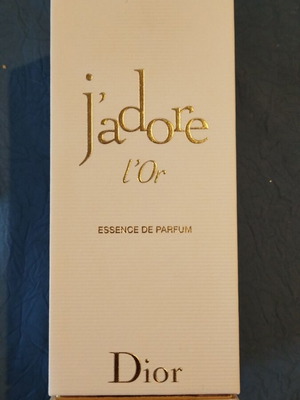 j'adore
l'Or
ESSENCE DE PARFUM
Dior